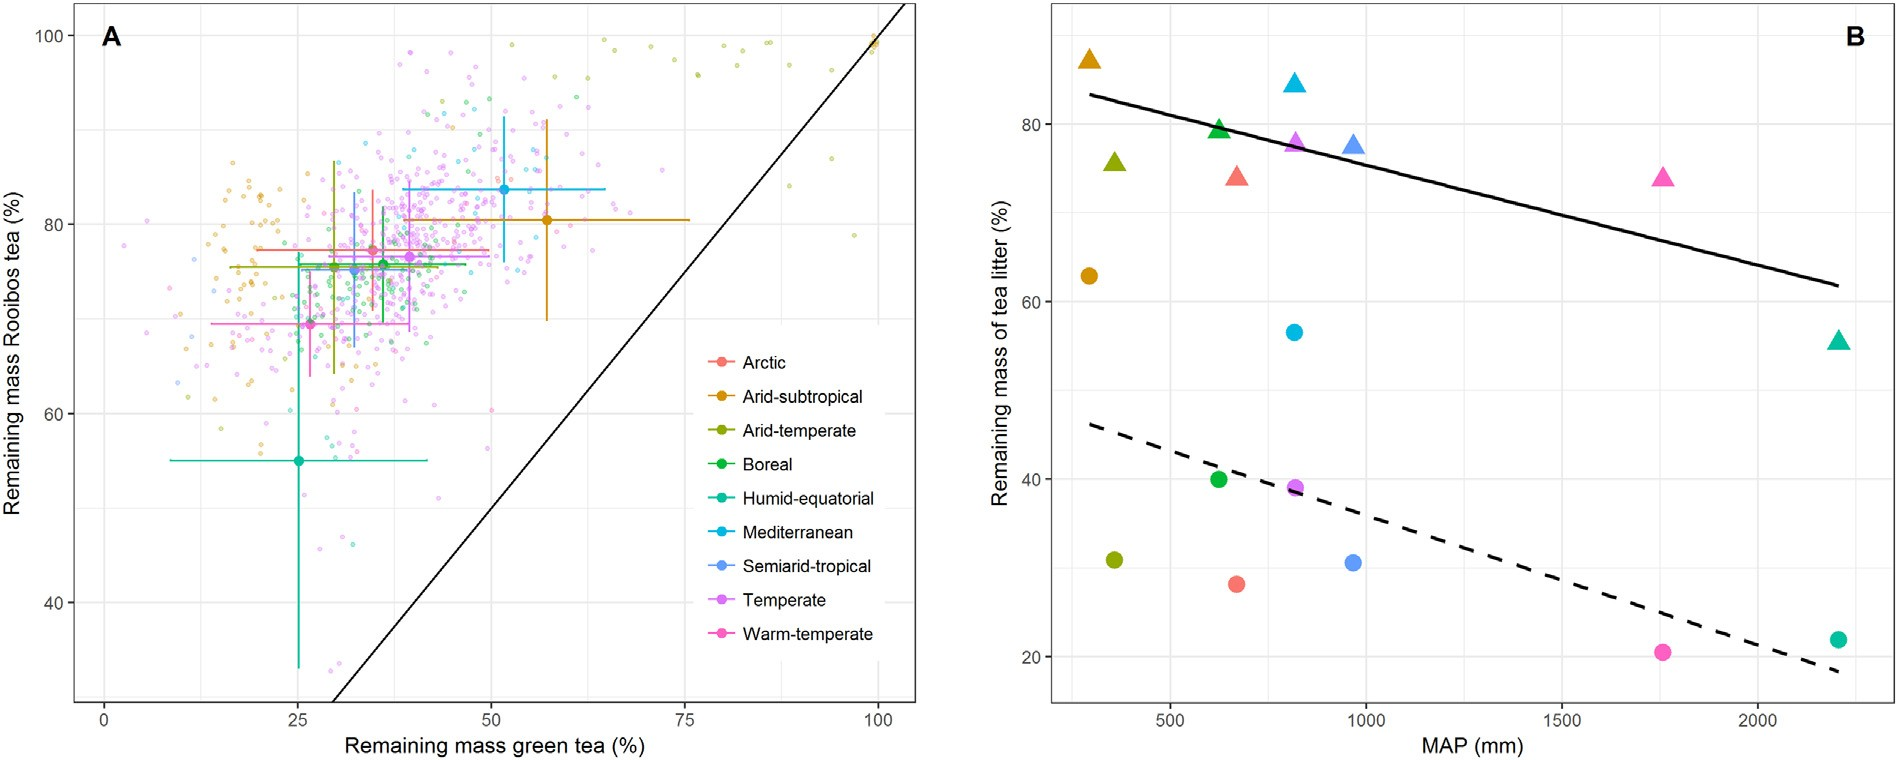 A
Remaining mass Rooibos tea (%)
100
80
60
40
0
25
50
75
100
Remaining mass green tea (%)
Arctic
Arid-subtropical
Arid-temperate
Boreal
Humid-equatorial
Mediterranean
Semiarid-tropical
Temperate
Warm-temperate
B
Remaining mass of tea litter (%)
80
60
40
20
500
1000
1500
2000
MAP (mm)